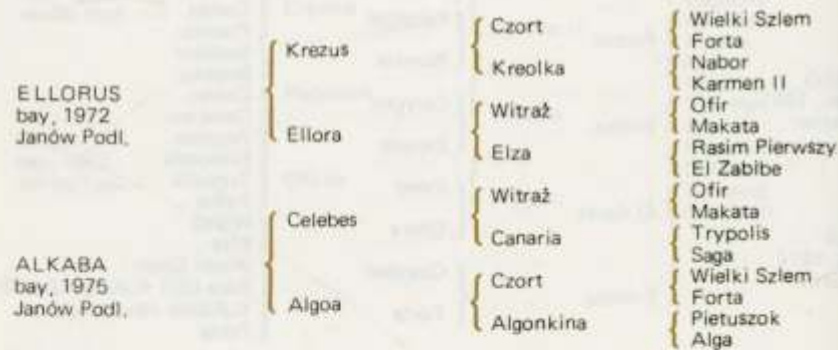 ELLORUS
bay, 1972
Janów Podl.
Krezus
Ellora
Czort
Kreolka
Witraż
Elza
Wielki Szlem
Forta
Nabor
Karmen II
Ofir
Makata
Rasim Pierwszy
El Zabibe
ALKABA
bay, 1975
Janów Podl.
Celebes
Algoa
Witraż
Canaria
Czort
Algonkina
Ofir
Makata
Trypolis
Saga
Wielki Szlem
Forta
Pietuszok
Alga